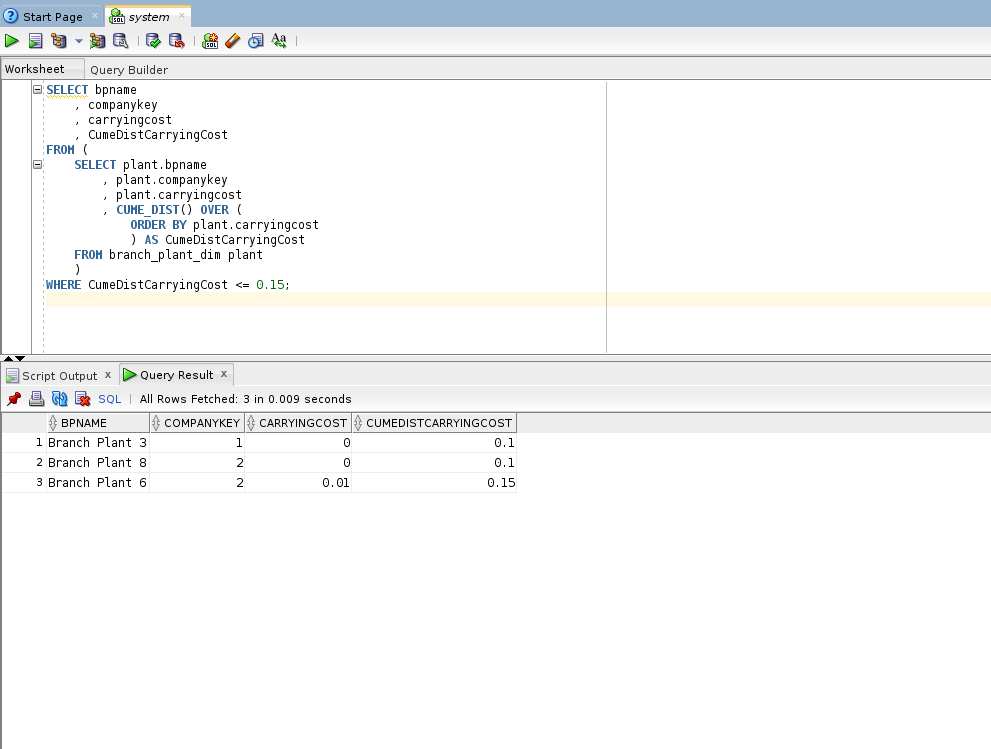 Start Page
system
Worksheet Query Builder
SELECT bpname
, companykey
, carryingcost
, CumeDistCarryingCost
FROM (
SELECT plant.bpname
, plant.companykey
, plant.carryingcost
, CUME_DIST() OVER (
ORDER BY plant.carryingcost
) AS CumeDistCarryingCost
FROM branch_plant_dim plant
)
WHERE CumeDistCarryingCost <= 0.15;
Script Output x Query Result x
SQL | All Rows Fetched: 3 in 0.009 seconds
BPNAME COMPANYKEY CARRYINGCOST CUMEDISTCARRYINGCOST
1 Branch Plant 3 1 0 0.1
2 Branch Plant 8 2 0 0.1
3 Branch Plant 6 2 0.01 0.15